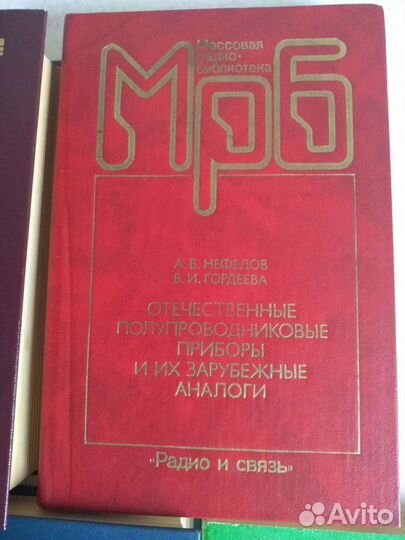 Массовая
радио-
библиотека
МРБ
А. В. НЕФЕДОВ
В. И. ГОРДЕЕВА
ОТЕЧЕСТВЕННЫЕ
ПОЛУПРОВОДНИКОВЫЕ
ПРИБОРЫ
И ИХ ЗАРУБЕЖНЫЕ
АНАЛОГИ
«Радио и связь»
Avito